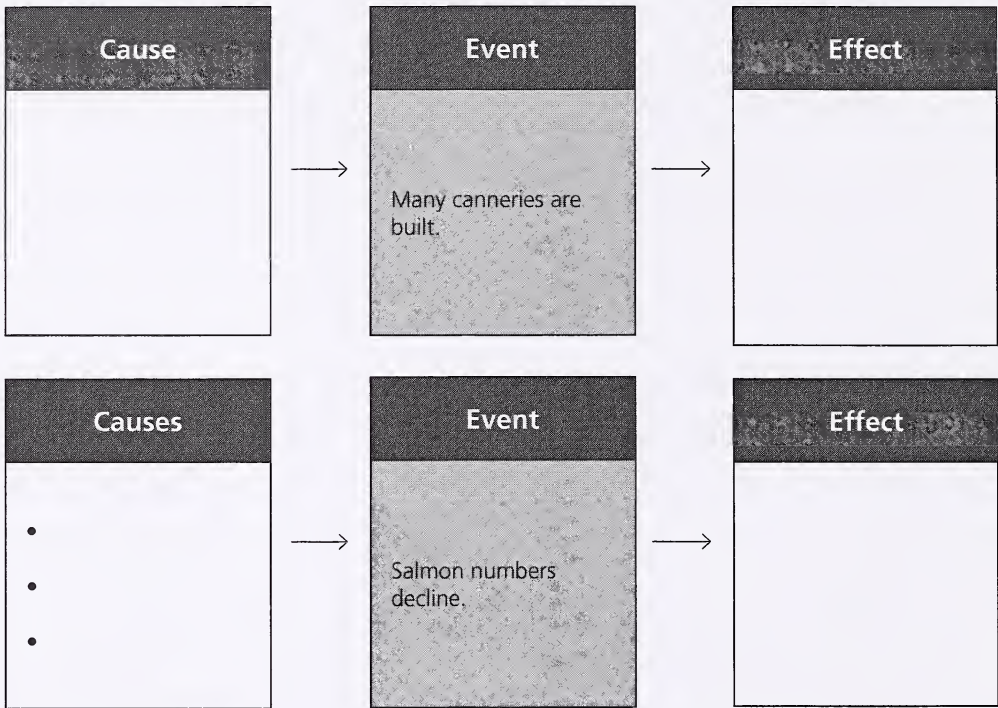 Cause
Event
Effect
Many canneries are
built.
Causes
Event
Effect
•
•
•
Salmon numbers
decline.